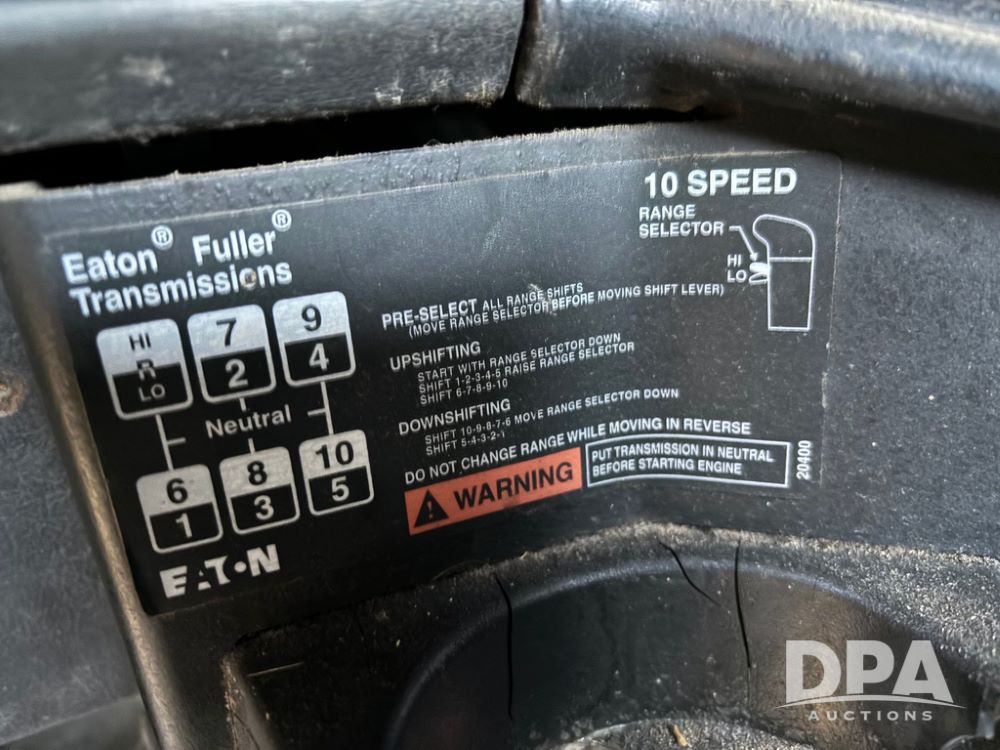 Eaton® Fuller®
Transmissions
HI
R
LO
7
2
9
4
Neutral
6
1
8
3
10
5
EATON
10 SPEED
RANGE
SELECTOR
HI
LO
PRE-SELECT ALL RANGE SHIFTS
(MOVE RANGE SELECTOR BEFORE MOVING SHIFT LEVER)
UPSHIFTING
START WITH RANGE SELECTOR DOWN
SHIFT 1-2-3-4-5 RAISE RANGE SELECTOR
SHIFT 6-7-8-9-10
DOWNSHIFTING
SHIFT 10-9-8-7-6 MOVE RANGE SELECTOR DOWN
SHIFT 5-4-3-2-1
DO NOT CHANGE RANGE WHILE MOVING IN REVERSE
WARNING
PUT TRANSMISSION IN NEUTRAL
BEFORE STARTING ENGINE
20400
DPA
AUCTIONS